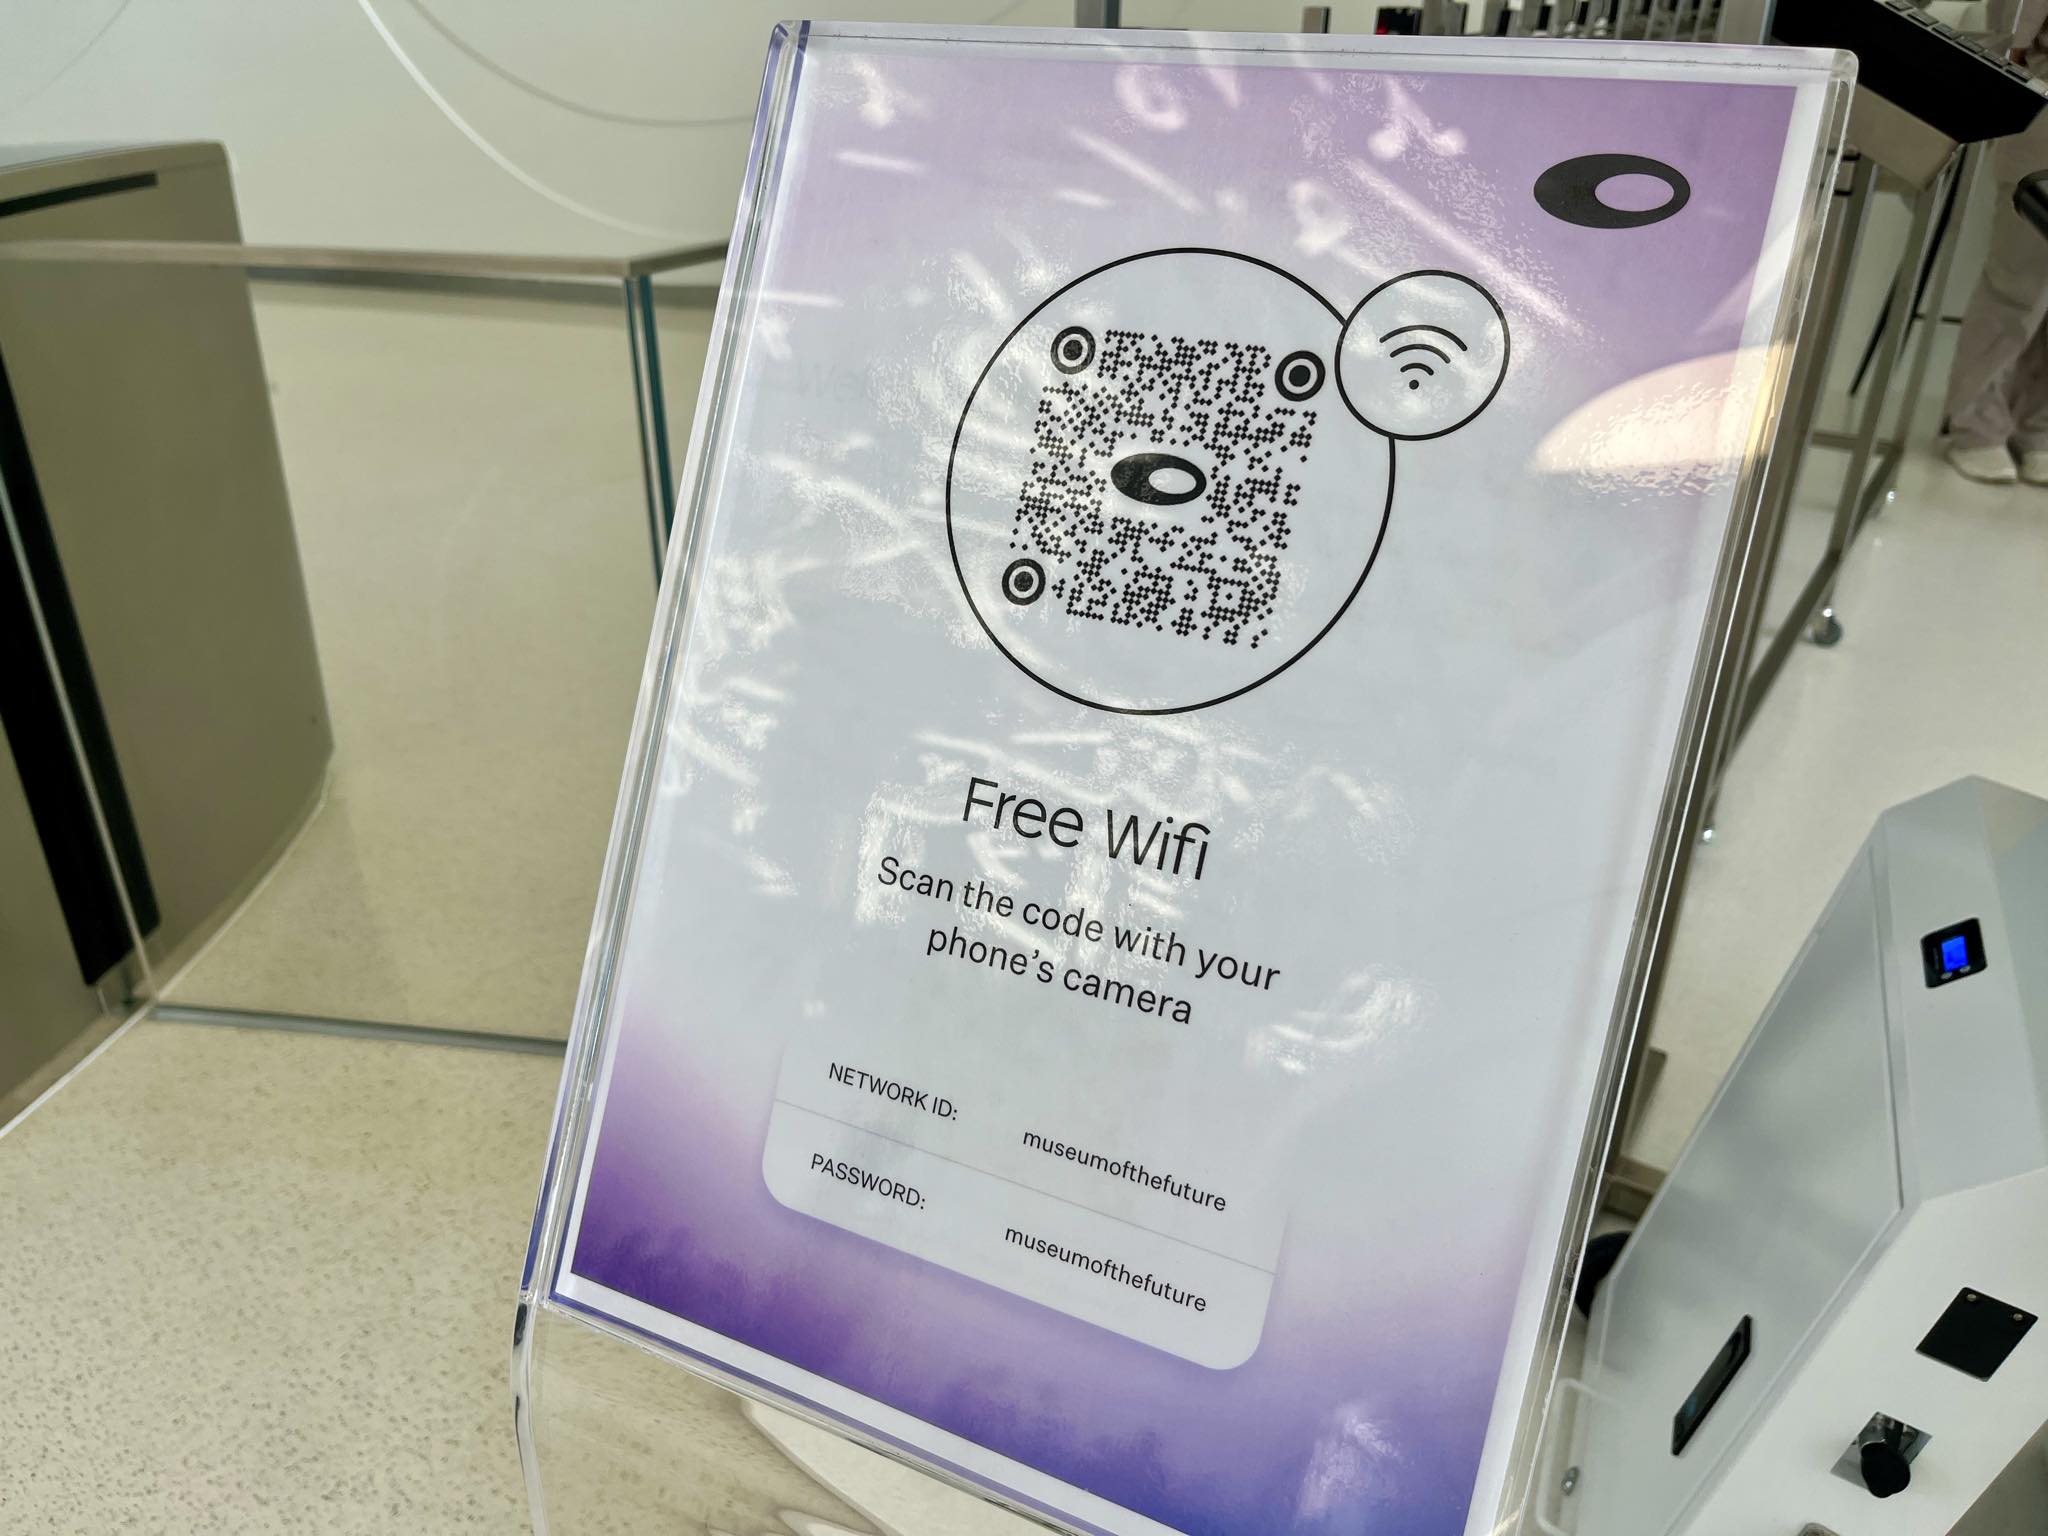 Free Wifi
Scan the code with your
phone's camera
NETWORK ID:
museumofthefuture
PASSWORD:
museumofthefuture